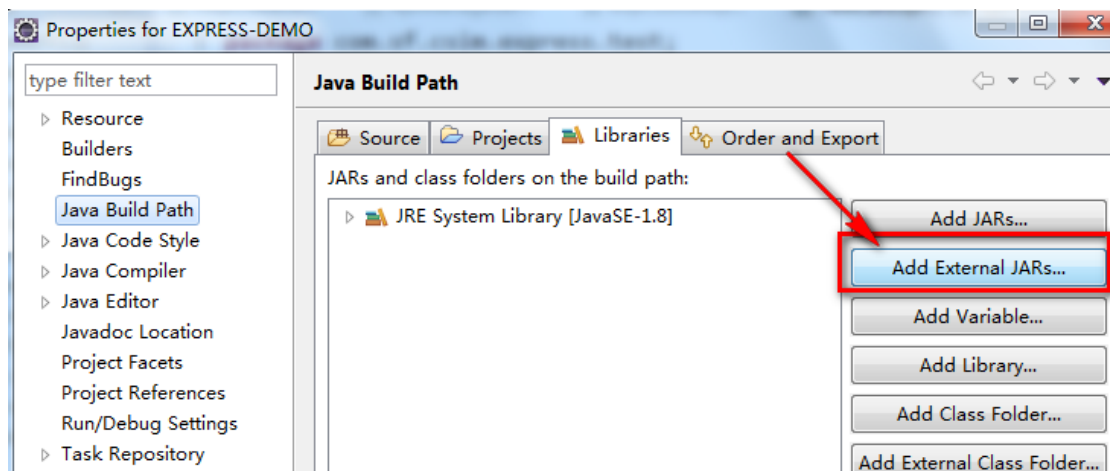 Properties for EXPRESS-DEMO
type filter text
Resource
Builders
FindBugs
Java Build Path
Java Code Style
Java Compiler
Java Editor
Javadoc Location
Project Facets
Project References
Run/Debug Settings
Task Repository
Java Build Path
Source Projects Libraries Order and Export
JARs and class folders on the build path:
JRE System Library [JavaSE-1.8]
Add JARs...
Add External JARs...
Add Variable...
Add Library...
Add Class Folder...
Add External Class Folder...